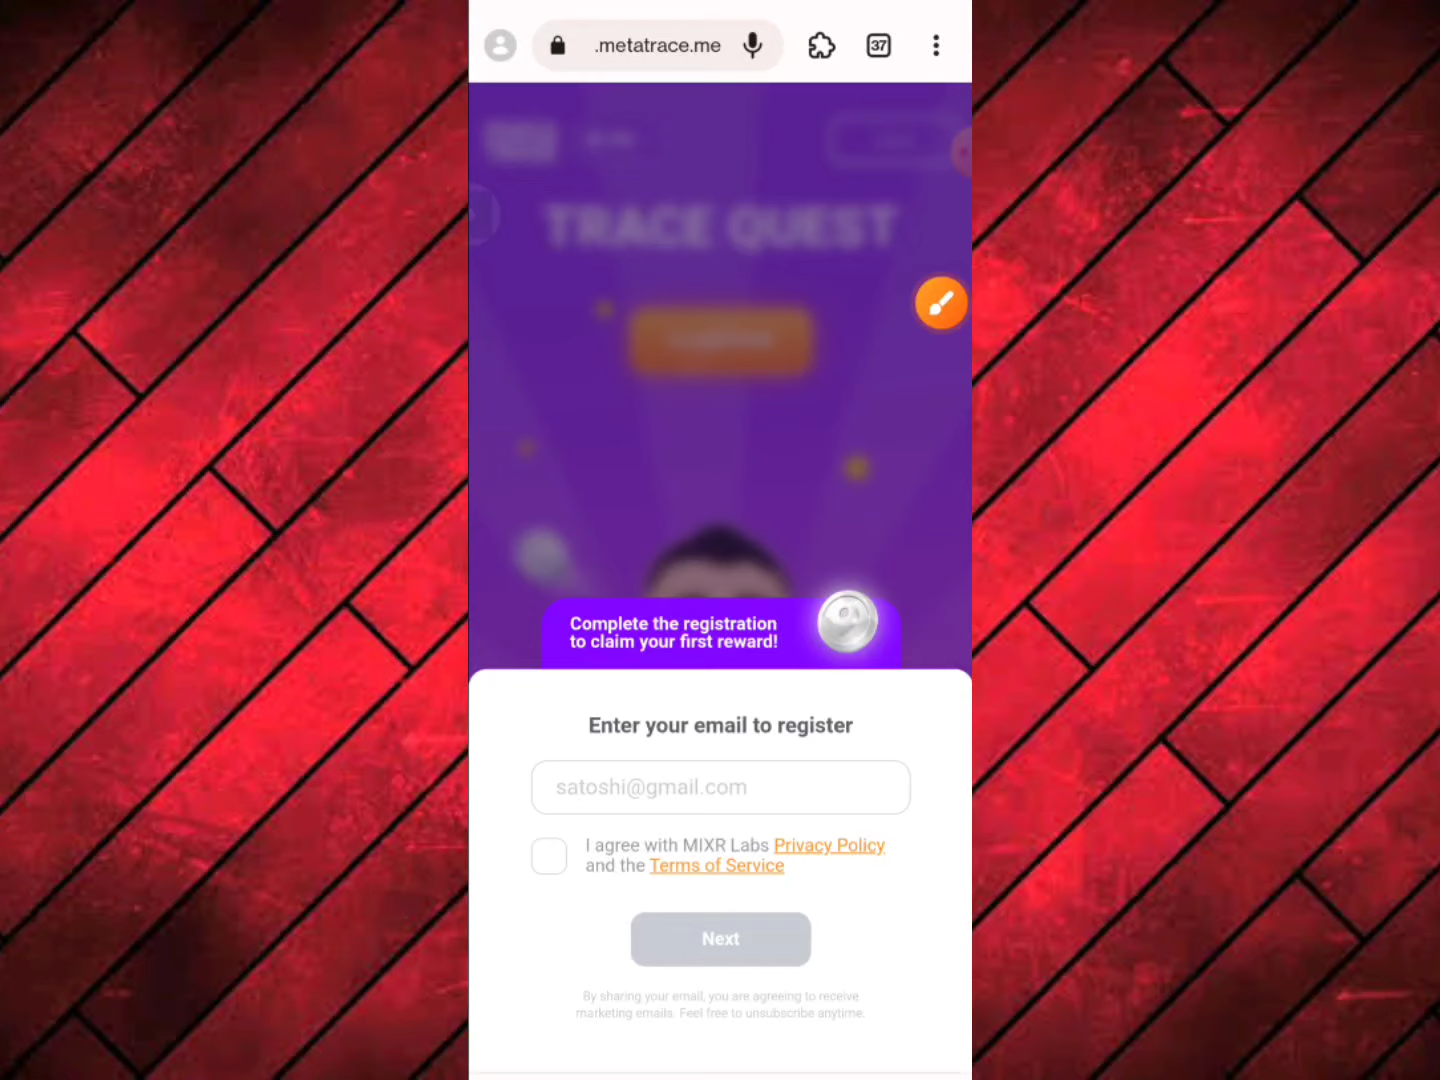 .metatrace.me
37
TRACE QUEST
Complete the registration
to claim your first reward!
Enter your email to register
satoshi@gmail.com
I agree with MIXR Labs Privacy Policy
and the Terms of Service
Next
By sharing your email, you are agreeing to receive
marketing emails. Feel free to unsubscribe anytime.